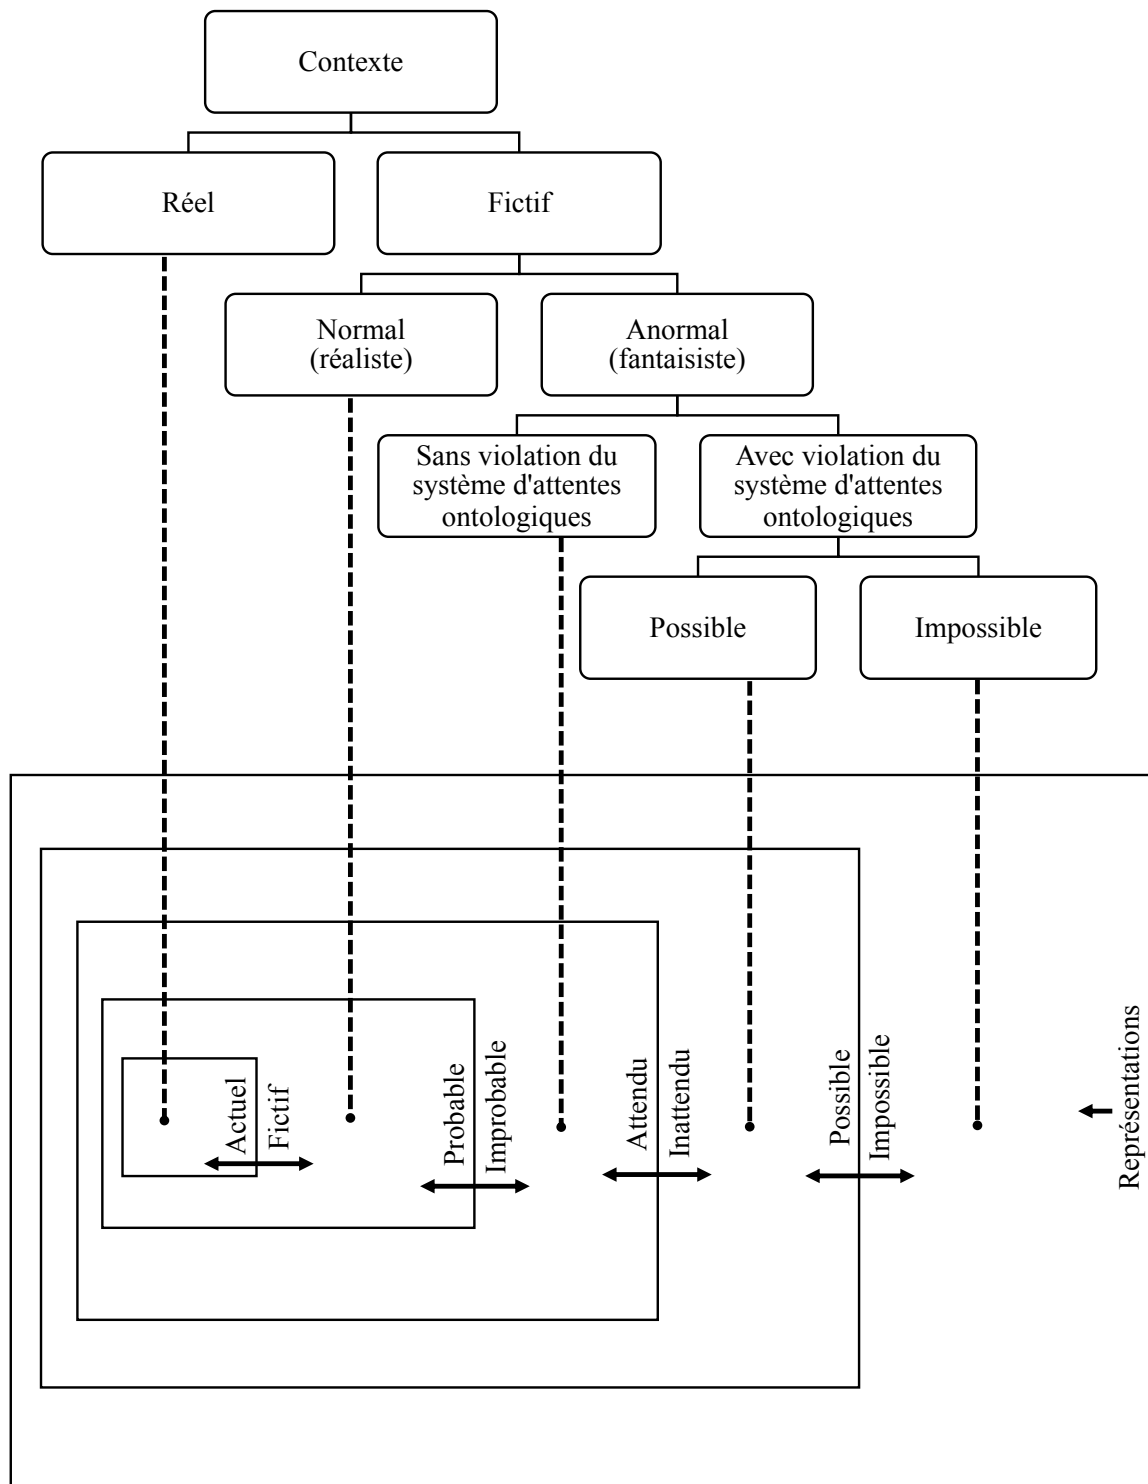 Contexte
Réel
Fictif
Normal
(réaliste)
Anormal
(fantaisiste)
Sans violation du
système d'attentes
ontologiques
Avec violation du
système d'attentes
ontologiques
Possible
Impossible
Actuel
Fictif
Probable
Improbable
Attendu
Inattendu
Possible
Impossible
Représentations